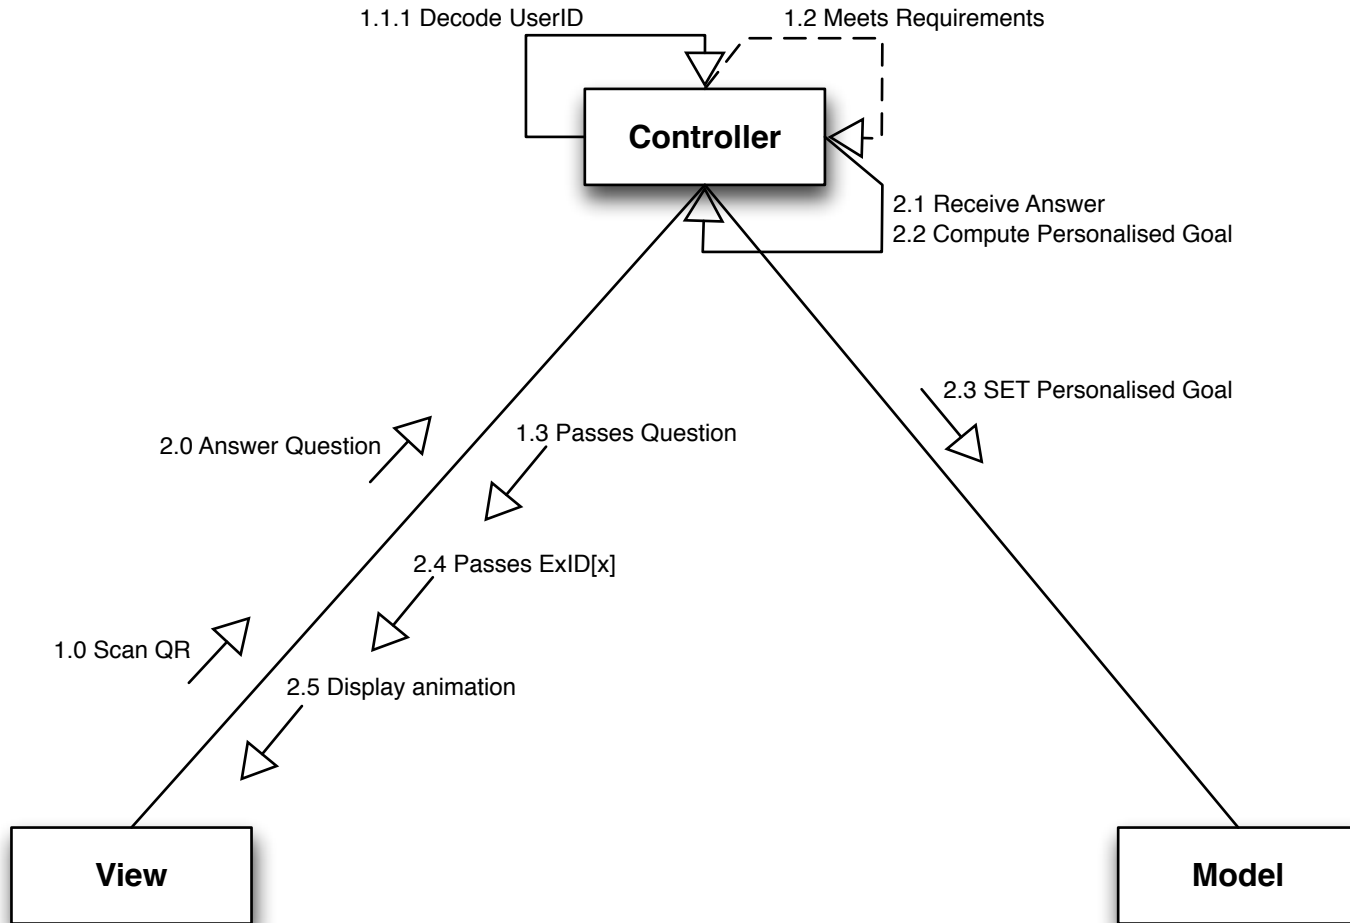 1.1.1 Decode UserID
1.2 Meets Requirements
Controller
2.1 Receive Answer
2.2 Compute Personalised Goal
2.3 SET Personalised Goal
2.0 Answer Question
1.3 Passes Question
2.4 Passes ExID[x]
1.0 Scan QR
2.5 Display animation
View
Model